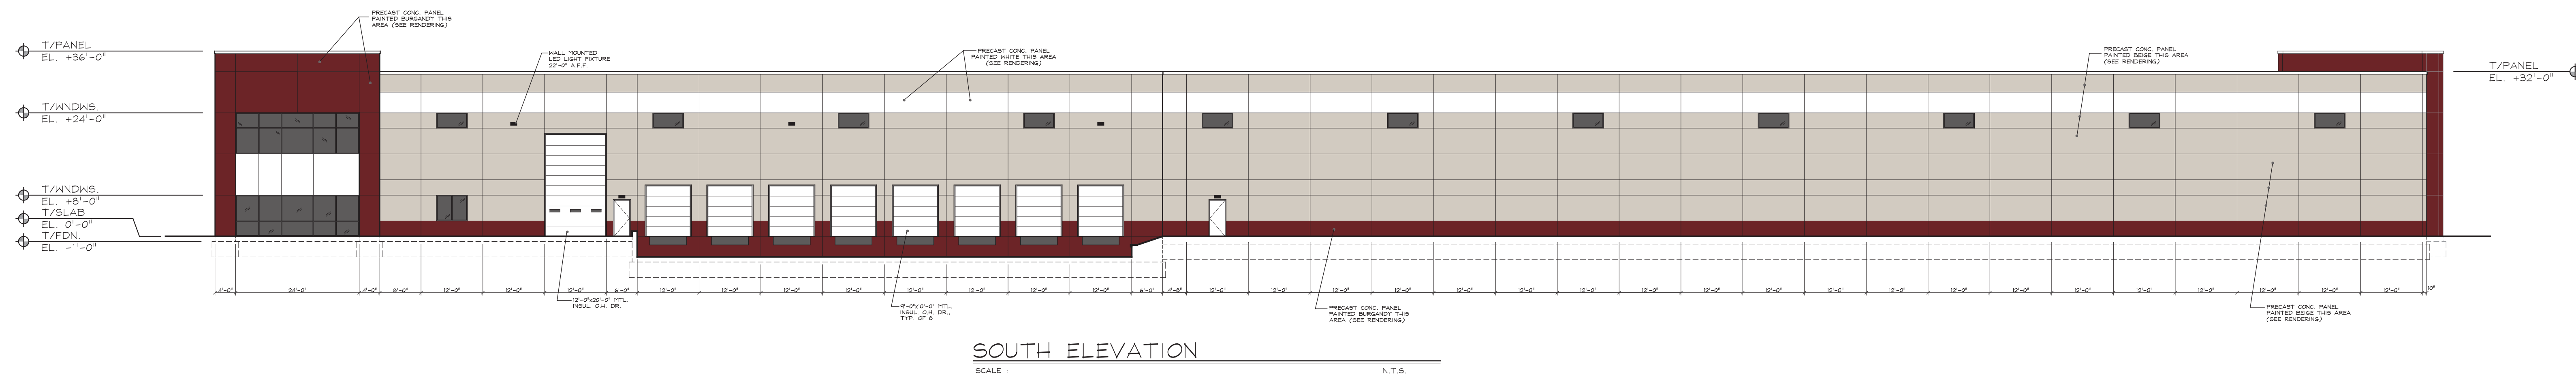 PRECAST CONC. PANEL
PAINTED BURGANDY THIS
AREA (SEE RENDERING)
T/PANEL
EL. +36'-0"
WALL MOUNTED
LED LIGHT FIXTURE
22'-0" A.F.F.
PRECAST CONC. PANEL
PAINTED WHITE THIS AREA
(SEE RENDERING)
PRECAST CONC. PANEL
PAINTED BEIGE THIS AREA
(SEE RENDERING)
T/PANEL
EL. +32'-0"
T/WNDWS.
EL. +24'-0"
T/WNDWS.
EL. +8'-0"
T/SLAB
EL. 0'-0"
T/FDN.
EL. -1'-0"
4'-0" 24'-0" 4'-0" 8'-0" 12'-0" 12'-0" 12'-0" 6'-0" 12'-0" 12'-0" 12'-0" 12'-0" 12'-0" 12'-0" 12'-0" 12'-0" 6'-0" 4'-8" 12'-0" 12'-0" 12'-0" 12'-0" 12'-0" 12'-0" 12'-0" 12'-0" 12'-0" 12'-0" 12'-0" 12'-0" 12'-0" 12'-0" 12'-0" 12'-0" 12'-0" 12'-0" 12'-0" 12'-0" 10"
12'-0"x20'-0" MTL.
INSUL. O.H. DR.
9'-0"x10'-0" MTL.
INSUL. O.H. DR.,
TYP. OF 8
PRECAST CONC. PANEL
PAINTED BURGANDY THIS
AREA (SEE RENDERING)
PRECAST CONC. PANEL
PAINTED BEIGE THIS AREA
(SEE RENDERING)
SOUTH ELEVATION
SCALE : N.T.S.